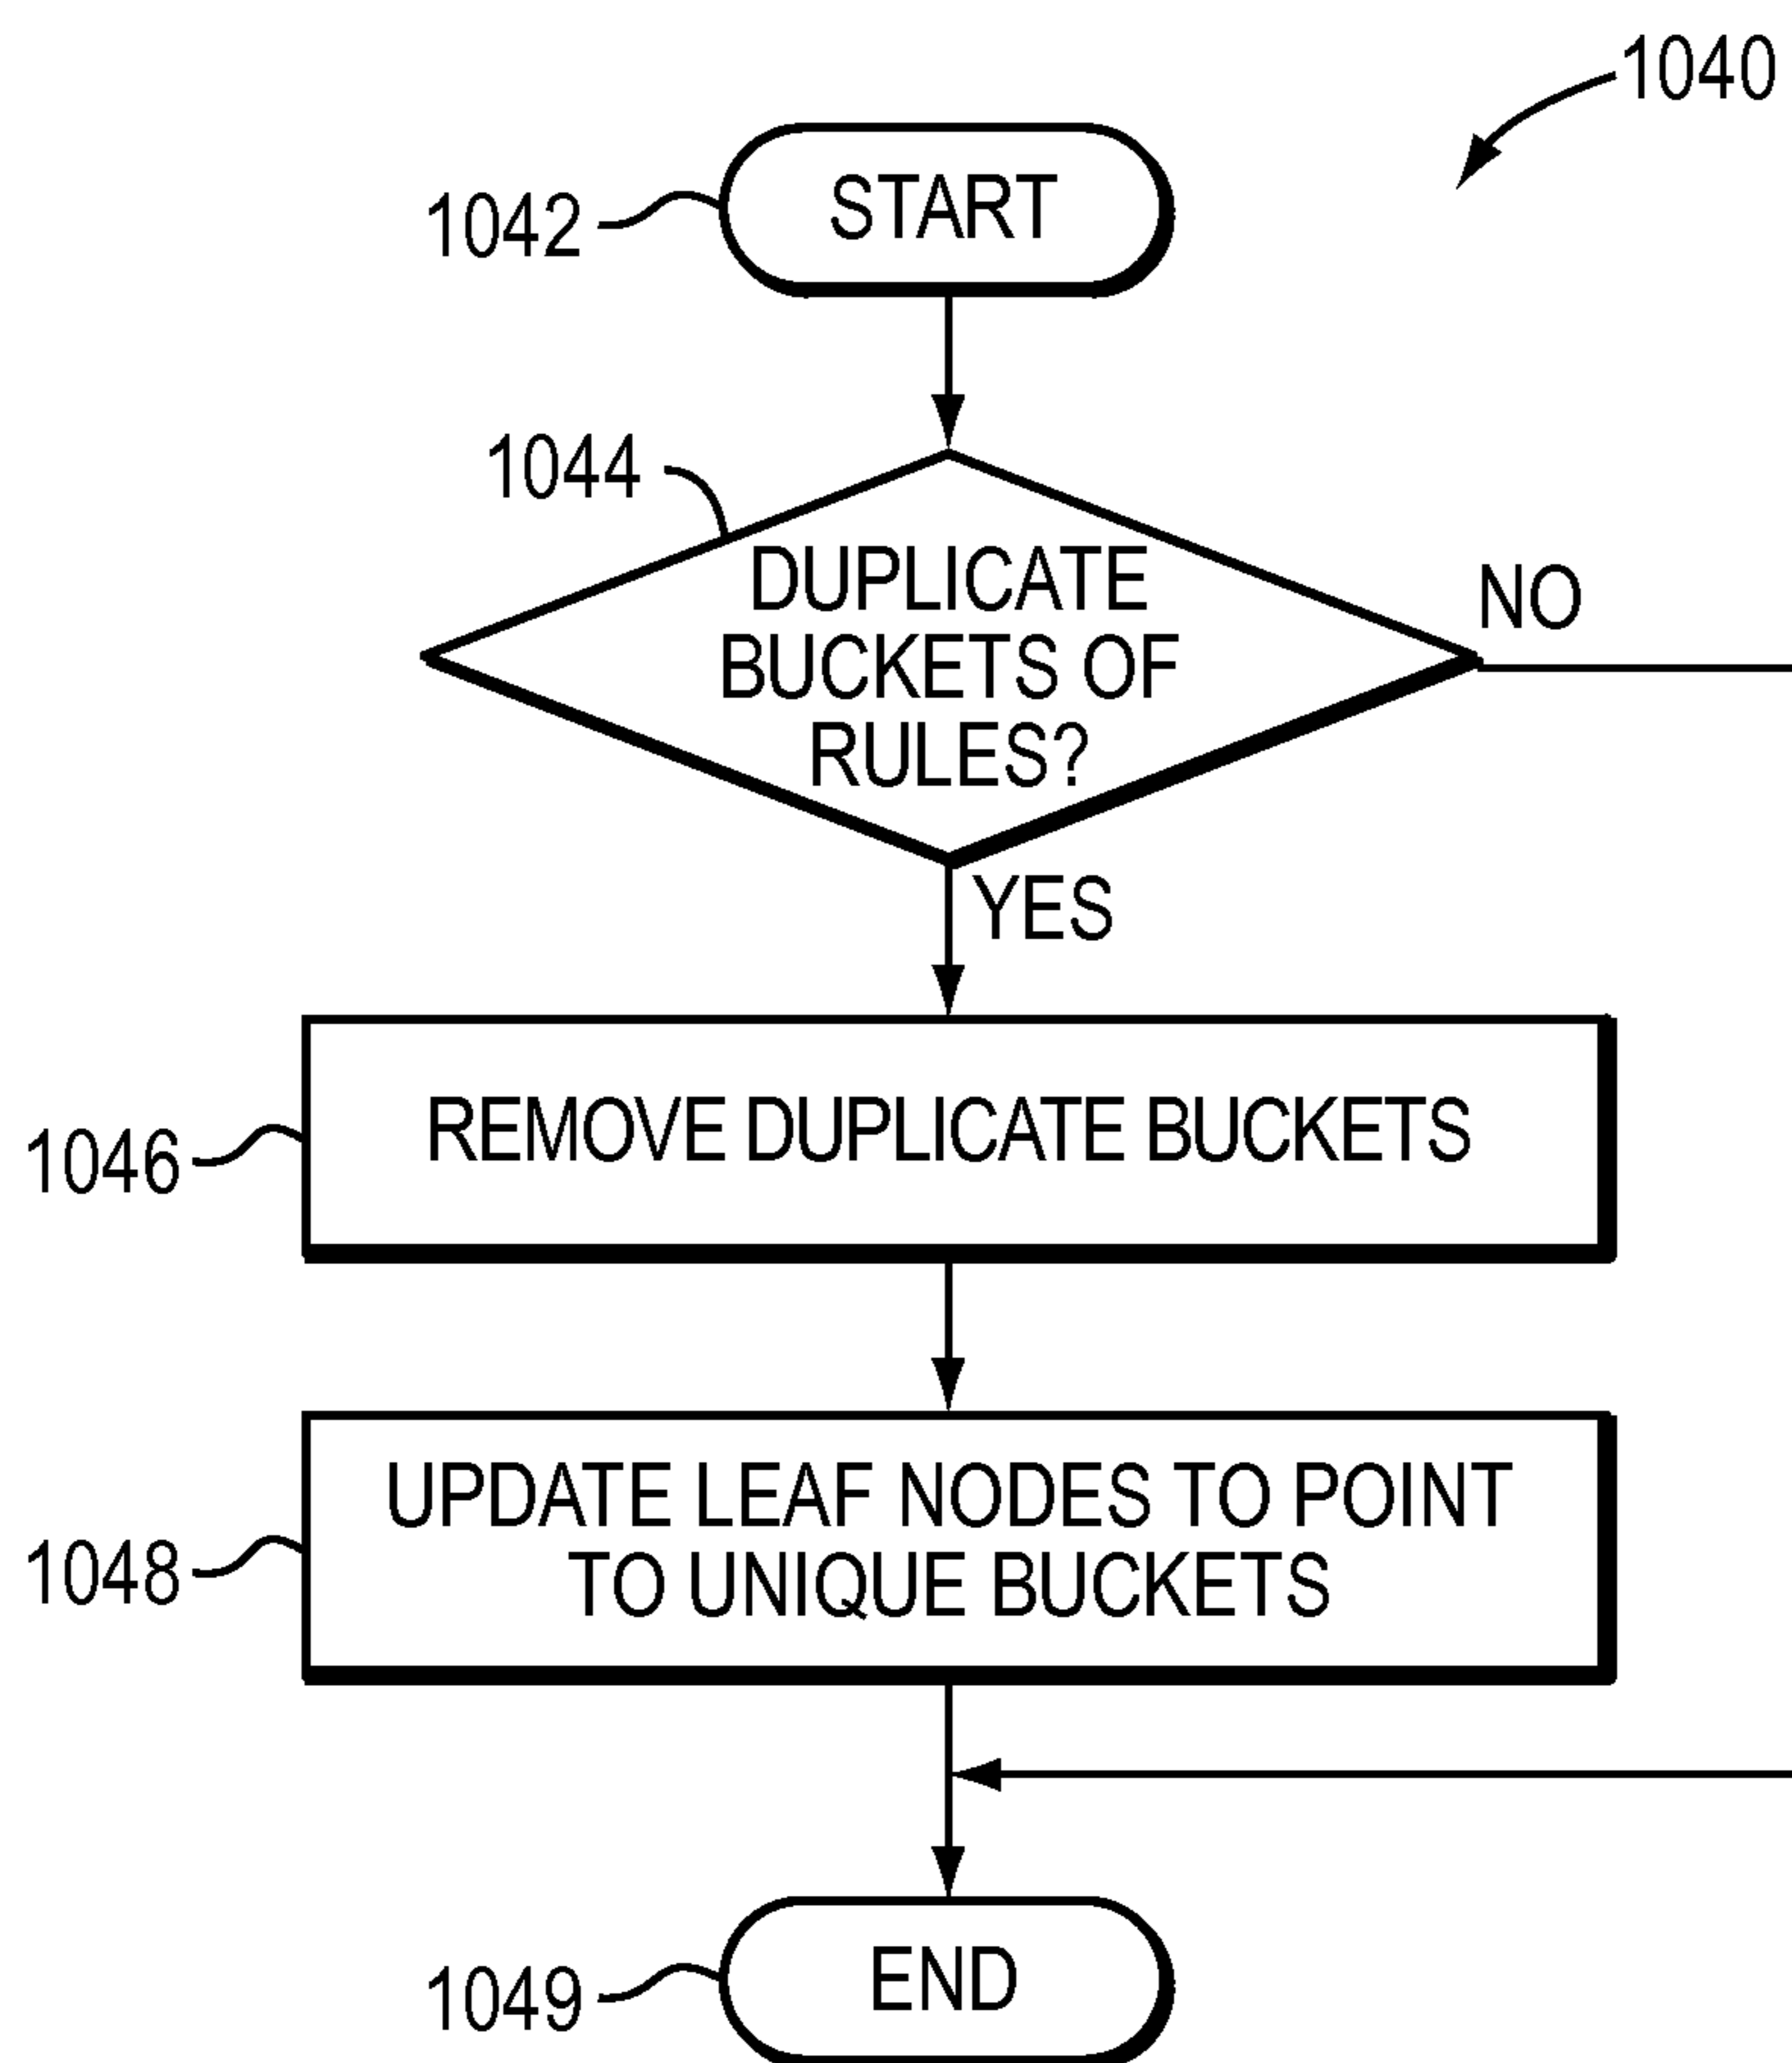 1040
1042
START
1044
DUPLICATE
BUCKETS OF
RULES?
NO
YES
REMOVE DUPLICATE BUCKETS
1046
UPDATE LEAF NODES TO POINT
TO UNIQUE BUCKETS
1048
END
1049